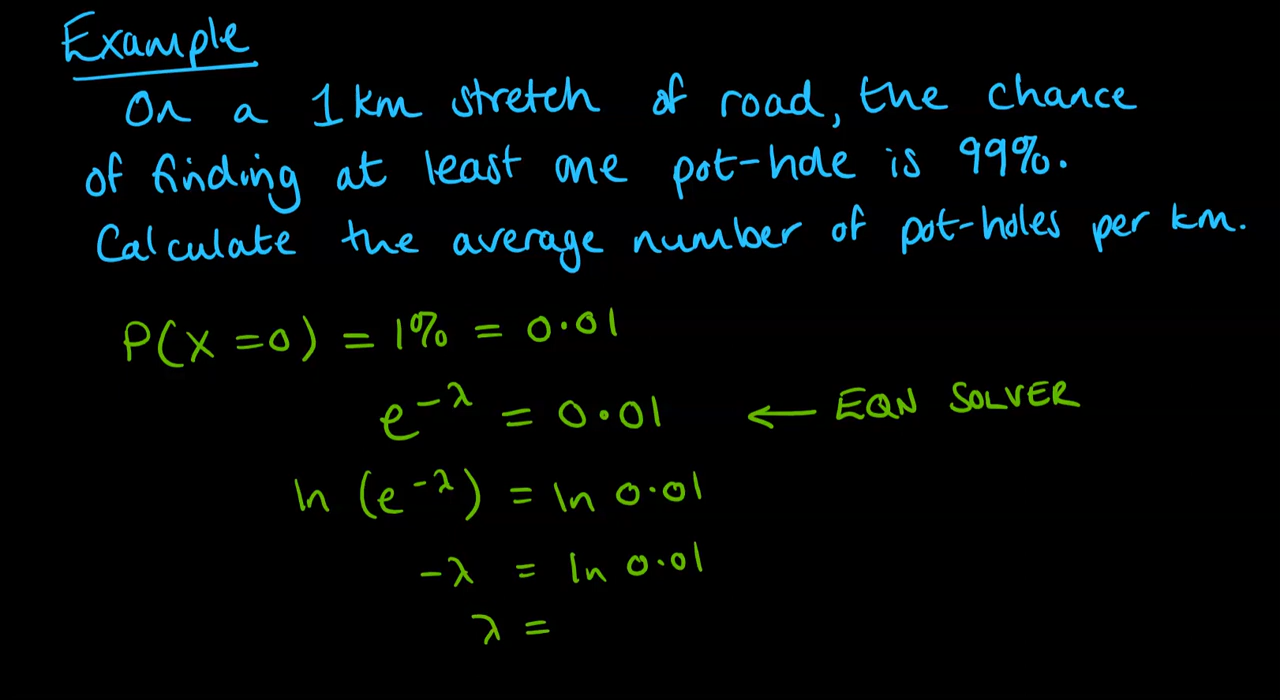 Example
On a 1km stretch of road, the chance
of finding at least one pot-hole is 99%.
Calculate the average number of pot-holes per km.
P(X=0) = 1% = 0.01
e^-λ = 0.01 ← EQN SOLVER
ln (e^-λ) = ln 0.01
-λ = ln 0.01
λ =